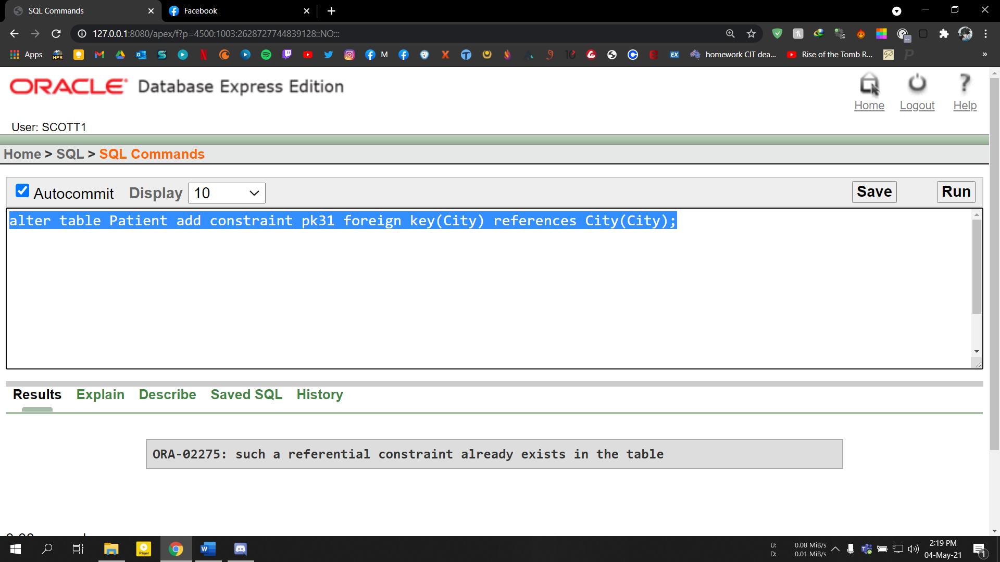 SQL Commands
Facebook
127.0.0.1:8080/apex/f?p=4500:1003:2628727744839128::NO:::
Apps
HFS
M
EX
homework CIT dea...
Rise of the Tomb R...
ORACLE Database Express Edition
Home
Logout
Help
User: SCOTT1
Home > SQL > SQL Commands
Autocommit
Display
10
Save
Run
alter table Patient add constraint pk31 foreign key(City) references City(City);
Results
Explain
Describe
Saved SQL
History
ORA-02275: such a referential constraint already exists in the table
U: 0.08 MiB/s
D: 0.01 MiB/s
2:19 PM
04-May-21
1